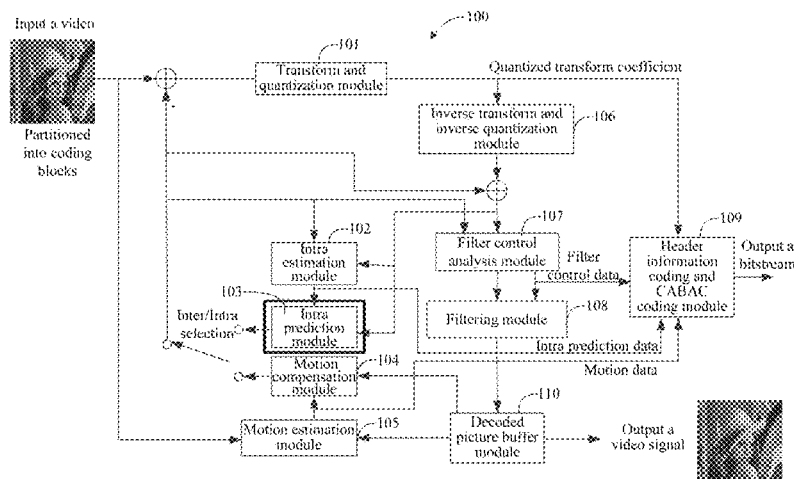 Input a video
100
101
Transform and
quantization module
Quantized transform coefficient
Partitioned
into coding
blocks
Inverse transform and
inverse quantization
module
106
102
Intra
estimation
module
107
Filter control
analysis module
109
Header
information
coding and
CABAC
coding module
Output a
bitstream
Filter
control data
103
Intra
prediction
module
Inter/Intra
selection
Filtering module
108
Intra prediction data
Motion data
104
Motion
compensation
module
110
Motion estimation
module
105
Decoded
picture buffer
module
Output a
video signal